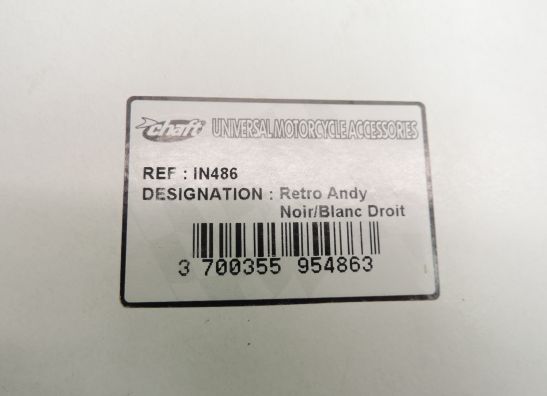 chaft UNIVERSAL MOTORCYCLE ACCESSORIES
REF : IN486
DESIGNATION : Retro Andy
Noir/Blanc Droit
3 700355 954863